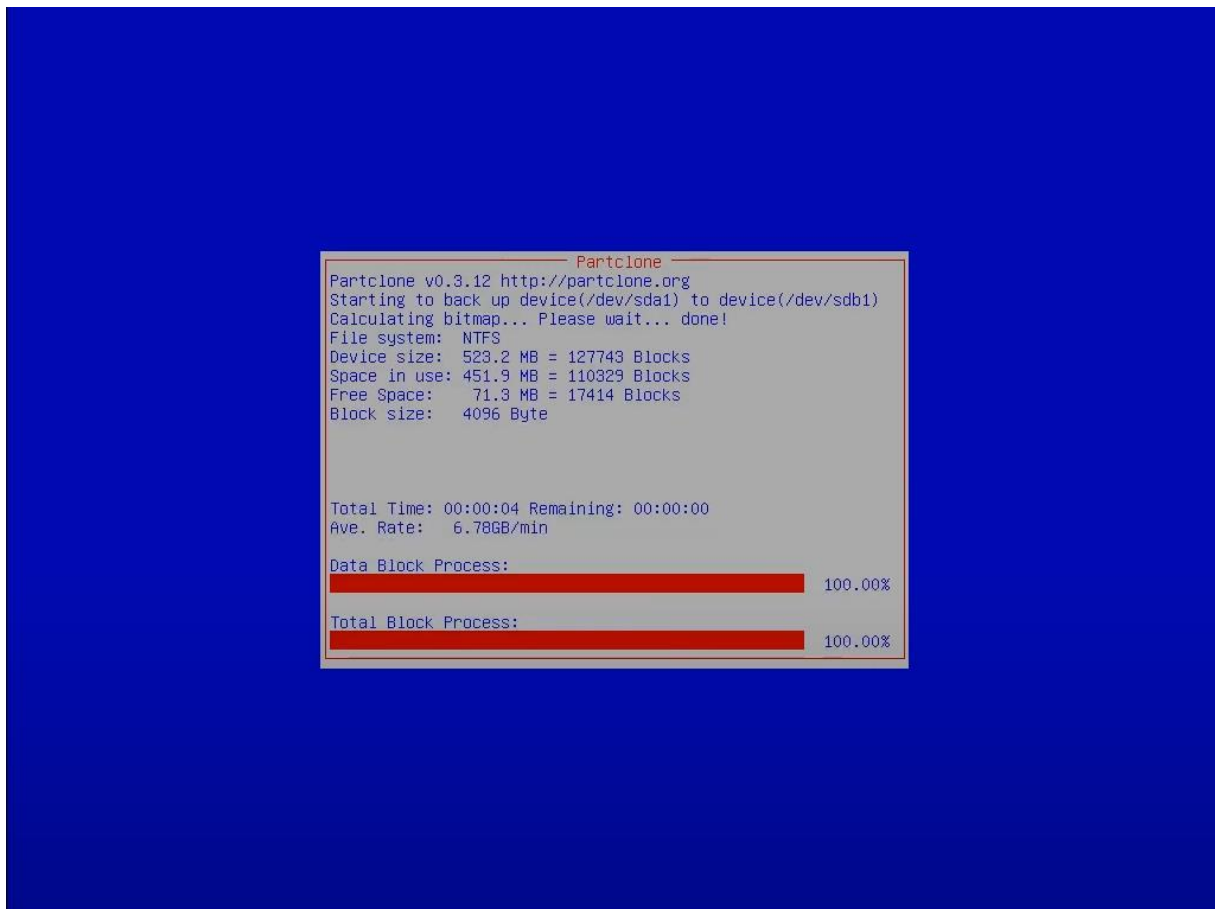 Partclone
Partclone v0.3.12 http://partclone.org
Starting to back up device(/dev/sda1) to device(/dev/sdb1)
Calculating bitmap... Please wait... done!
File system: NTFS
Device size: 523.2 MB = 127743 Blocks
Space in use: 451.9 MB = 110329 Blocks
Free Space: 71.3 MB = 17414 Blocks
Block size: 4096 Byte
Total Time: 00:00:04 Remaining: 00:00:00
Ave. Rate: 6.78GB/min
Data Block Process:
100.00%
Total Block Process:
100.00%